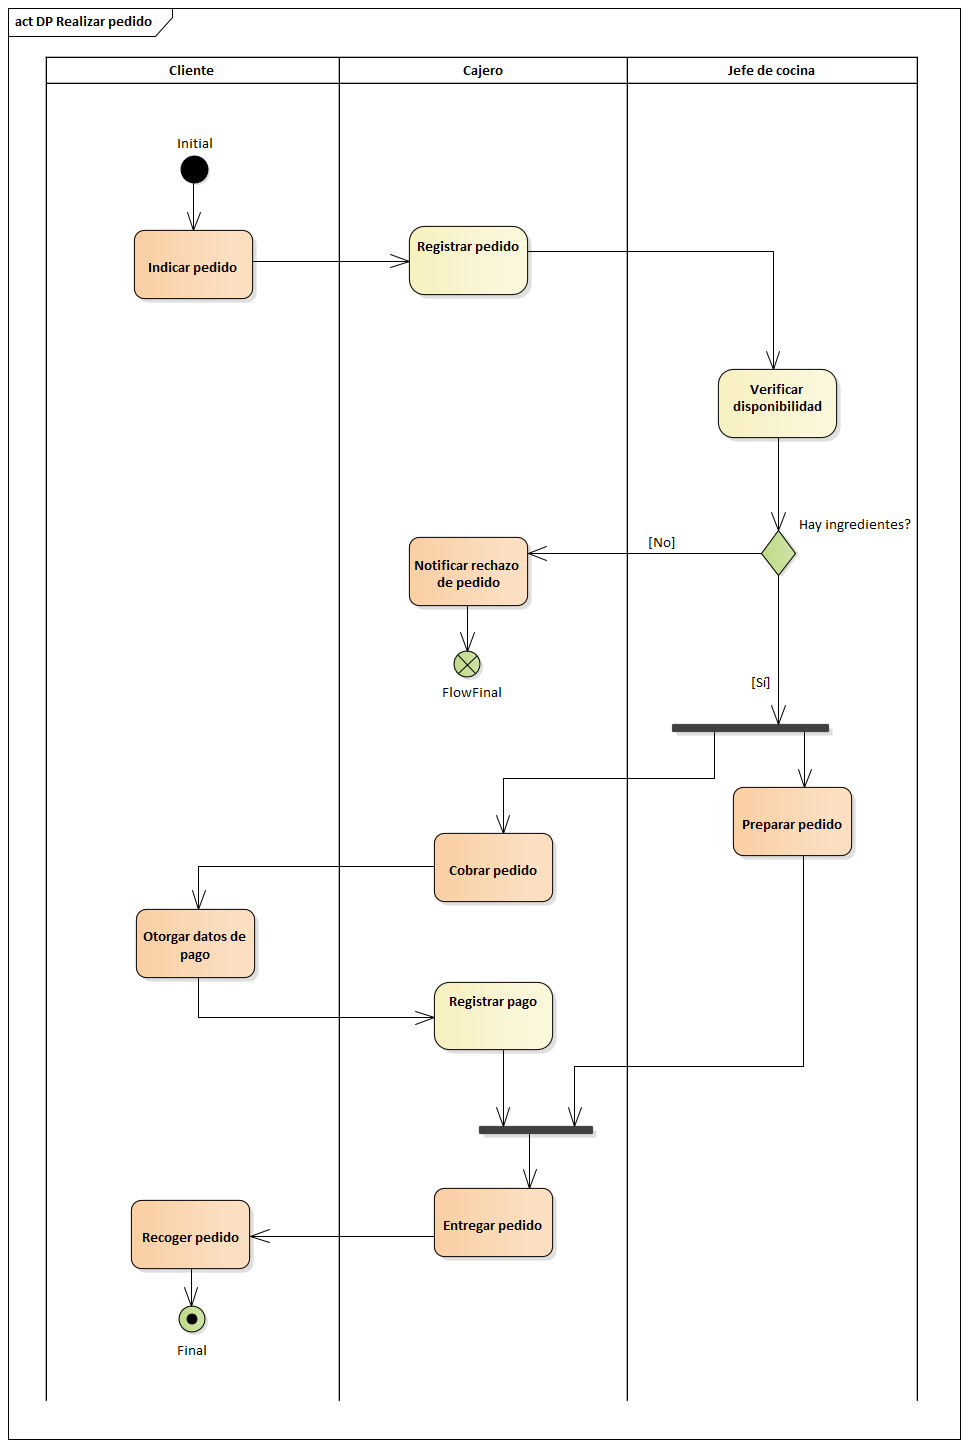 act DP Realizar pedido
Cliente
Cajero
Jefe de cocina
Initial
Indicar pedido
Registrar pedido
Verificar
disponibilidad
Hay ingredientes?
[No]
Notificar rechazo
de pedido
FlowFinal
[Sí]
Preparar pedido
Cobrar pedido
Otorgar datos de
pago
Registrar pago
Entregar pedido
Recoger pedido
Final